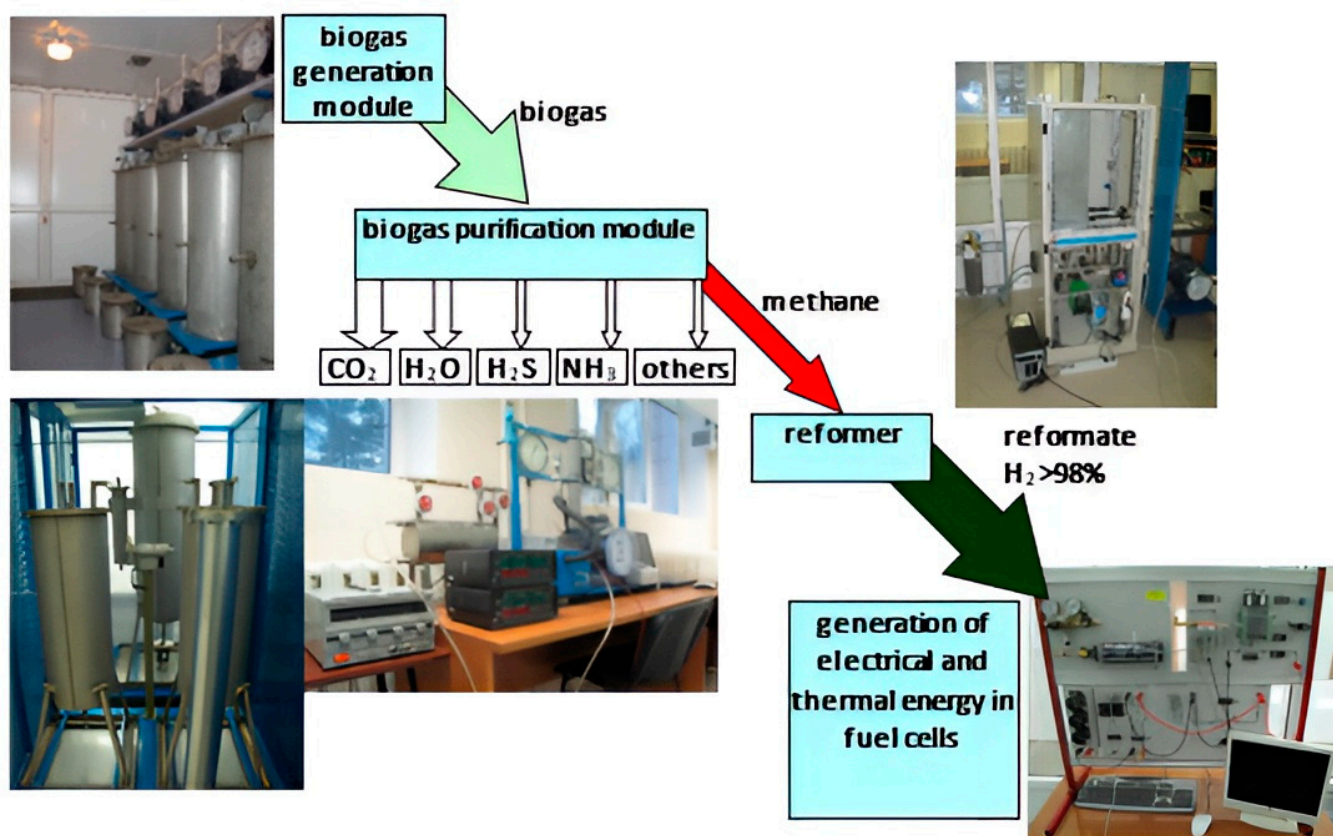 biogas
generation
module
biogas
biogas purification module
methane
CO₂ H₂O H₂S NH₃ others
reformer
reformate
H₂>98%
generation of
electrical and
thermal energy in
fuel cells